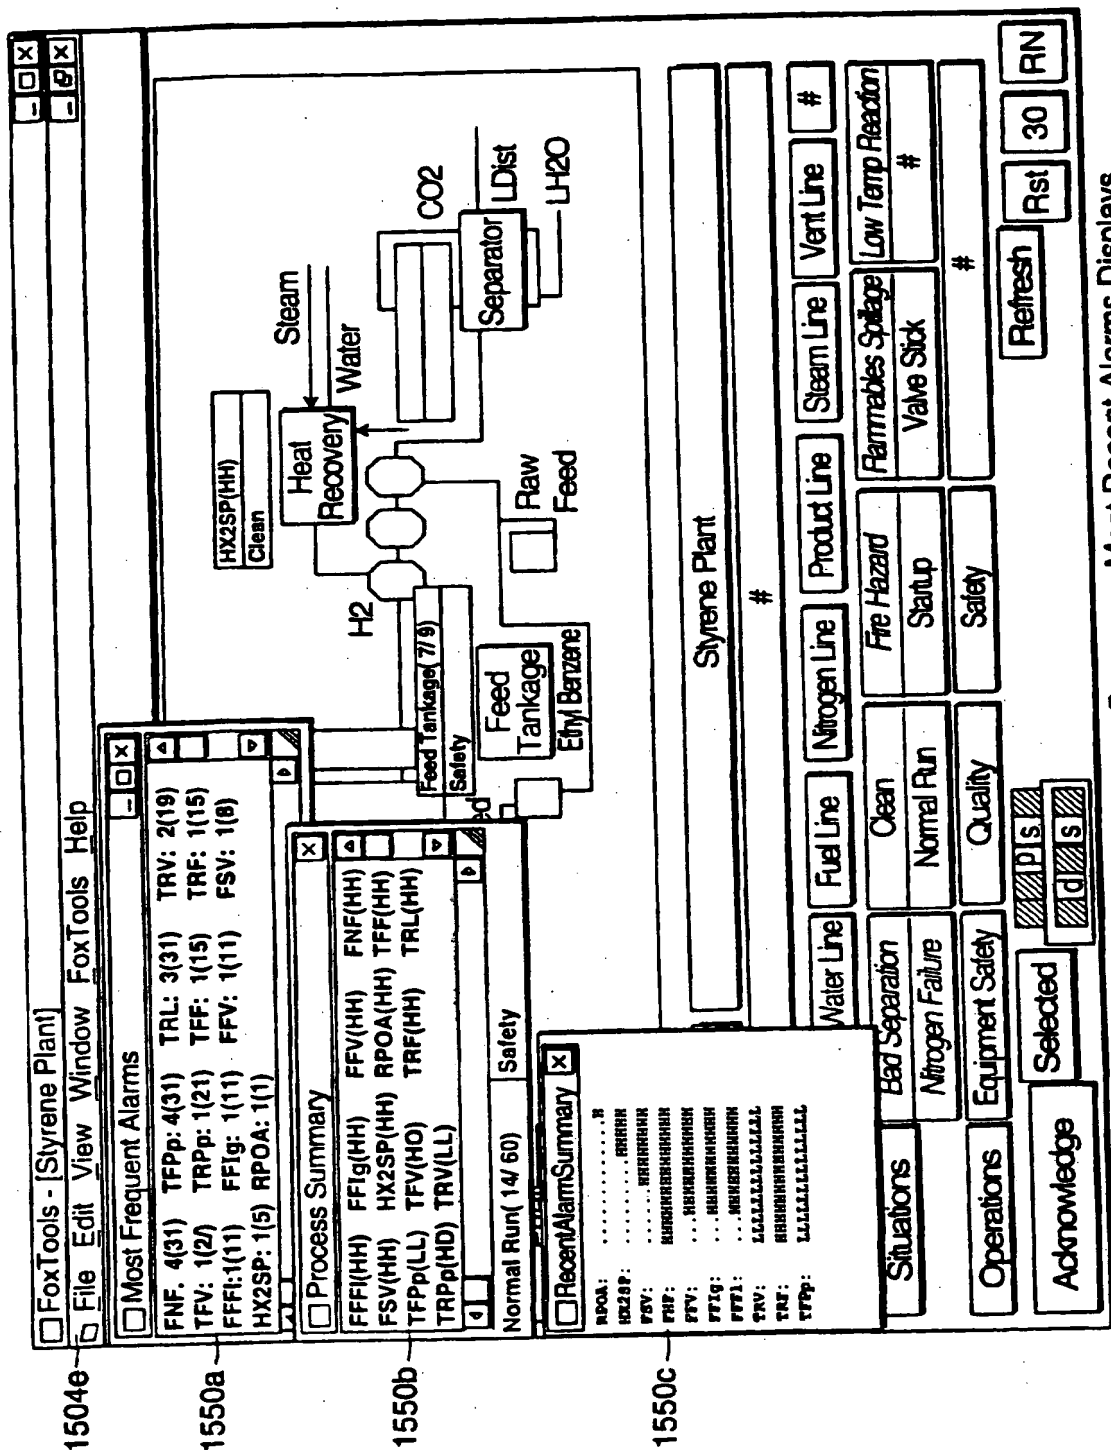 FoxTools - [Styrene Plant]
File Edit View Window FoxTools Help
Most Frequent Alarms
FNF. 4(31) TFPp: 4(31) TRL: 3(31) TRV: 2(19)
TFV: 1(2/) TRPp: 1(21) TFF: 1(15) TRF: 1(15)
FFFI:1(11) FFIg: 1(11) FFV: 1(11) FSV: 1(8)
HX2SP: 1(5) RPOA: 1(1)
Process Summary
FFFI(HH) FFIg(HH) FFV(HH) FNF(HH)
FSV(HH) HX2SP(HH) RPOA(HH) TFF(HH)
TFPp(LL) TFV(HO) TRF(HH) TRL(HH)
TRPp(HD) TRV(LL)
Normal Run( 14/ 60) Safety
RecentAlarmSummary
RPOA:
HX2SP:
FSV:
FNF:
FFV:
FFIg:
FFFI:
TRV: LLLLLLLLLLLL
TRF:
TFPp: LLLLLLLLLLLL
1504e
1550a
1550b
1550c
HX2SP(HH)
Clean
Heat
Recovery
Steam
Water
H2
CO2
Separator
LDist
LH2O
Feed Tankage( 7/ 9)
Safety
Feed
Tankage
Ethyl Benzene
Raw
Feed
ed
Styrene Plant
#
Water Line Fuel Line Nitrogen Line Product Line Steam Line Vent Line #
Situations
Bad Separation Clean Fire Hazard Flammables Spillage Low Temp Reaction
Nitrogen Failure Normal Run Startup Valve Stick #
Operations Equipment Safety Quality Safety #
Acknowledge Selected P s d s Refresh Rst 30 RN
Most Recent Alarms Displays